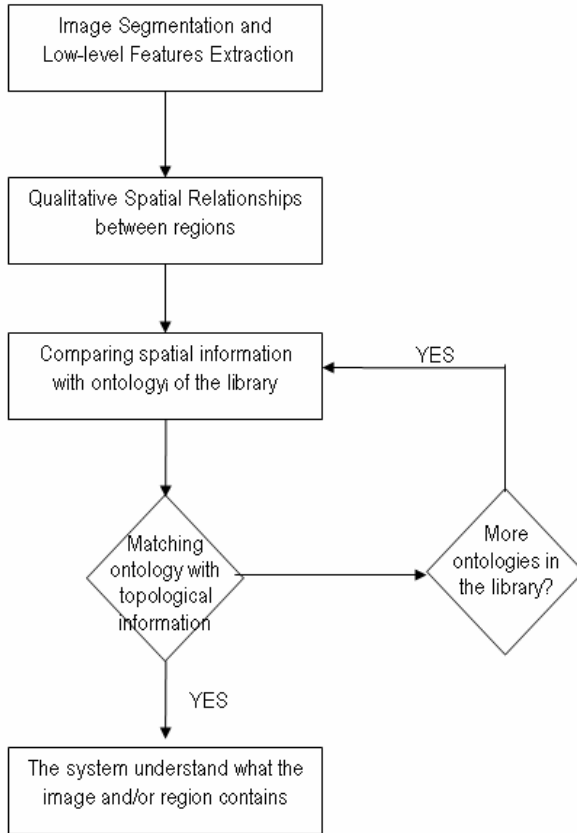 Image Segmentation and
Low-level Features Extraction
Qualitative Spatial Relationships
between regions
Comparing spatial information
with ontologyi of the library
YES
Matching
ontology with
topological
information
More
ontologies in
the library?
YES
The system understand what the
image and/or region contains